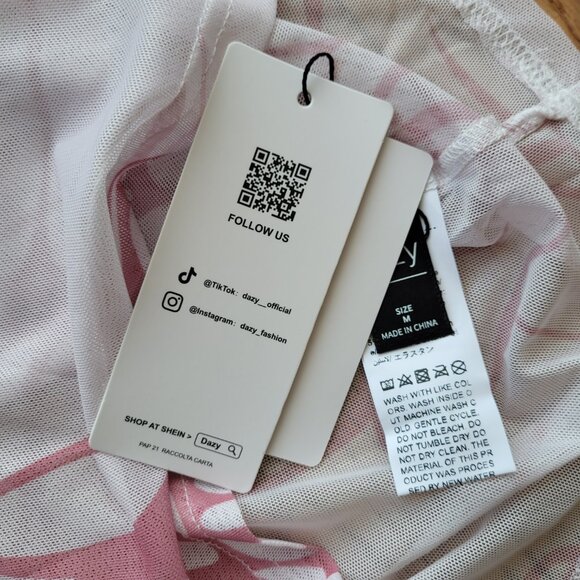 FOLLOW US
@TikTok: dazy__official
@Instagram: dazy_fashion
SHOP AT SHEIN > Dazy
PAP 21 RACCOLTA CARTA
SIZE
M
MADE IN CHINA
エラスタン
WASH WITH LIKE COL
ORS. WASH INSIDE O
UT MACHINE WASH C
OLD GENTLE CYCLE.
DO NOT BLEACH. DO
NOT TUMBLE DRY. DO
NOT DRY CLEAN. THE
MATERIAL OF THIS PR
ODUCT WAS PROCES
SED BY NEW WATER